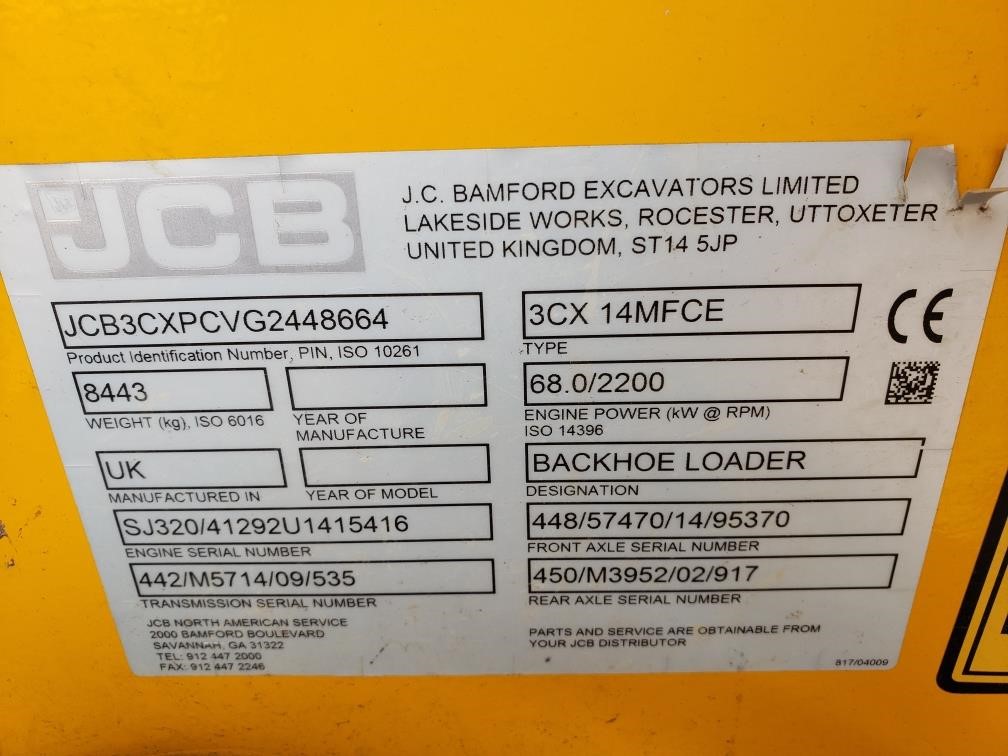 JCB
J.C. BAMFORD EXCAVATORS LIMITED
LAKESIDE WORKS, ROCESTER, UTTOXETER
UNITED KINGDOM, ST14 5JP
JCB3CXPCVG2448664
Product Identification Number, PIN, ISO 10261
3CX 14MFCE
TYPE
CE
8443
WEIGHT (kg), ISO 6016
YEAR OF
MANUFACTURE
68.0/2200
ENGINE POWER (kW @ RPM)
ISO 14396
UK
MANUFACTURED IN
YEAR OF MODEL
BACKHOE LOADER
DESIGNATION
SJ320/41292U1415416
ENGINE SERIAL NUMBER
448/57470/14/95370
FRONT AXLE SERIAL NUMBER
442/M5714/09/535
TRANSMISSION SERIAL NUMBER
450/M3952/02/917
REAR AXLE SERIAL NUMBER
JCB NORTH AMERICAN SERVICE
2000 BAMFORD BOULEVARD
SAVANNAH, GA 31322
TEL: 912 447 2000
FAX: 912 447 2246
PARTS AND SERVICE ARE OBTAINABLE FROM
YOUR JCB DISTRIBUTOR
817/04009